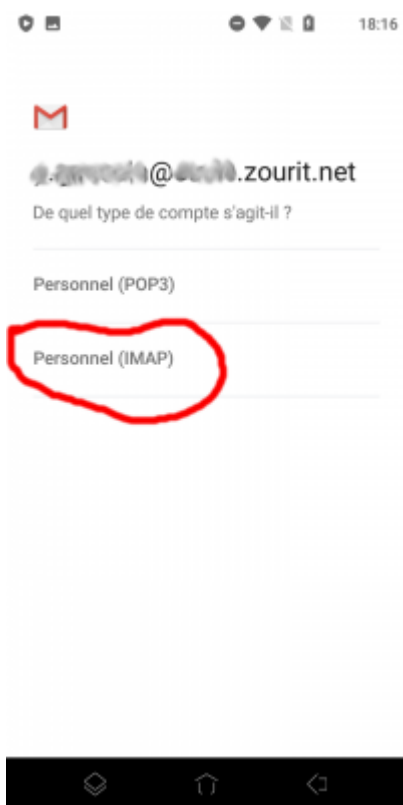 18:16
@ .zourit.net
De quel type de compte s'agit-il ?
Personnel (POP3)
Personnel (IMAP)